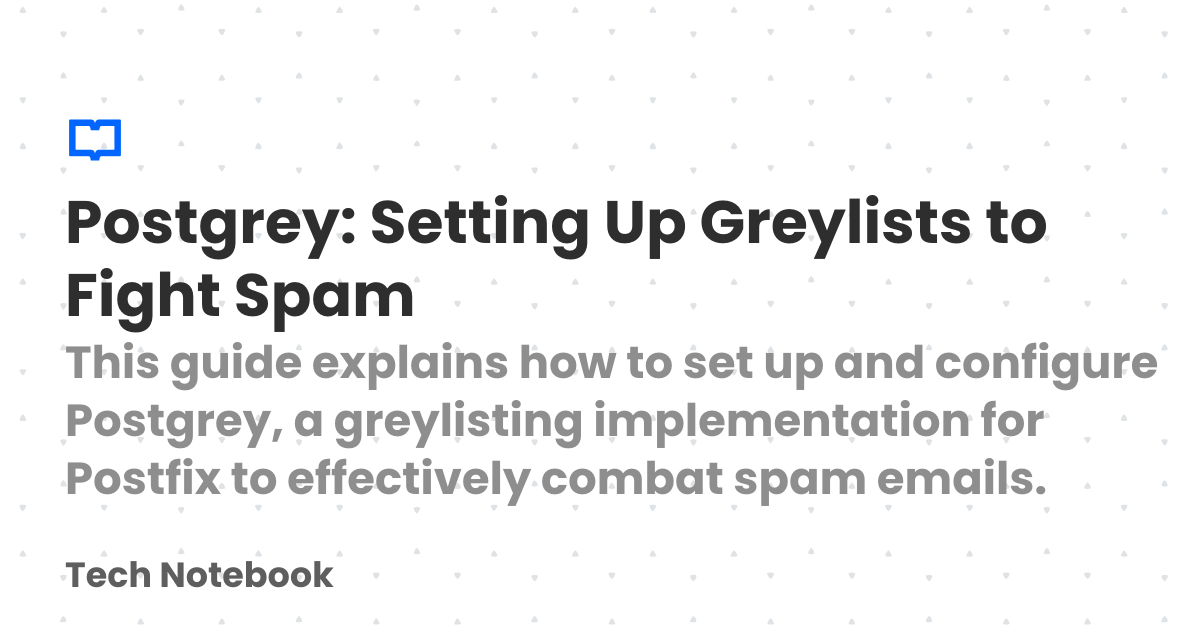 Postgrey: Setting Up Greylists to
Fight Spam
This guide explains how to set up and configure
Postgrey, a greylisting implementation for
Postfix to effectively combat spam emails.
Tech Notebook